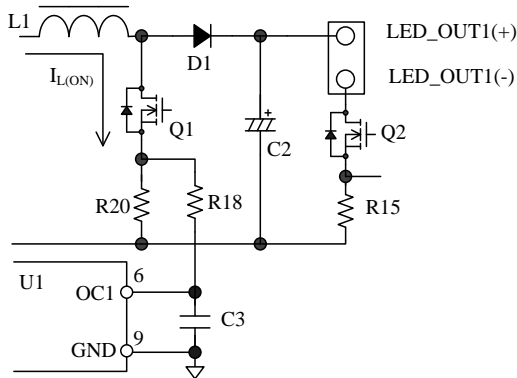 L1
LED_OUT1(+)
D1
I_L(ON)
LED_OUT1(-)
Q1
Q2
C2
R20
R18
R15
U1
6
OC1
C3
9
GND